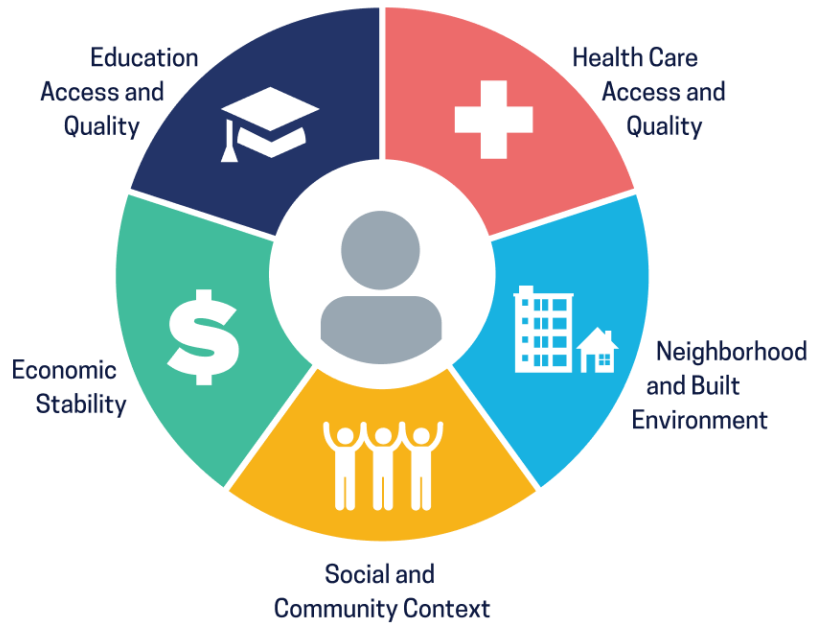 Education
Access and
Quality
Health Care
Access and
Quality
Economic
Stability
Neighborhood
and Built
Environment
Social and
Community Context